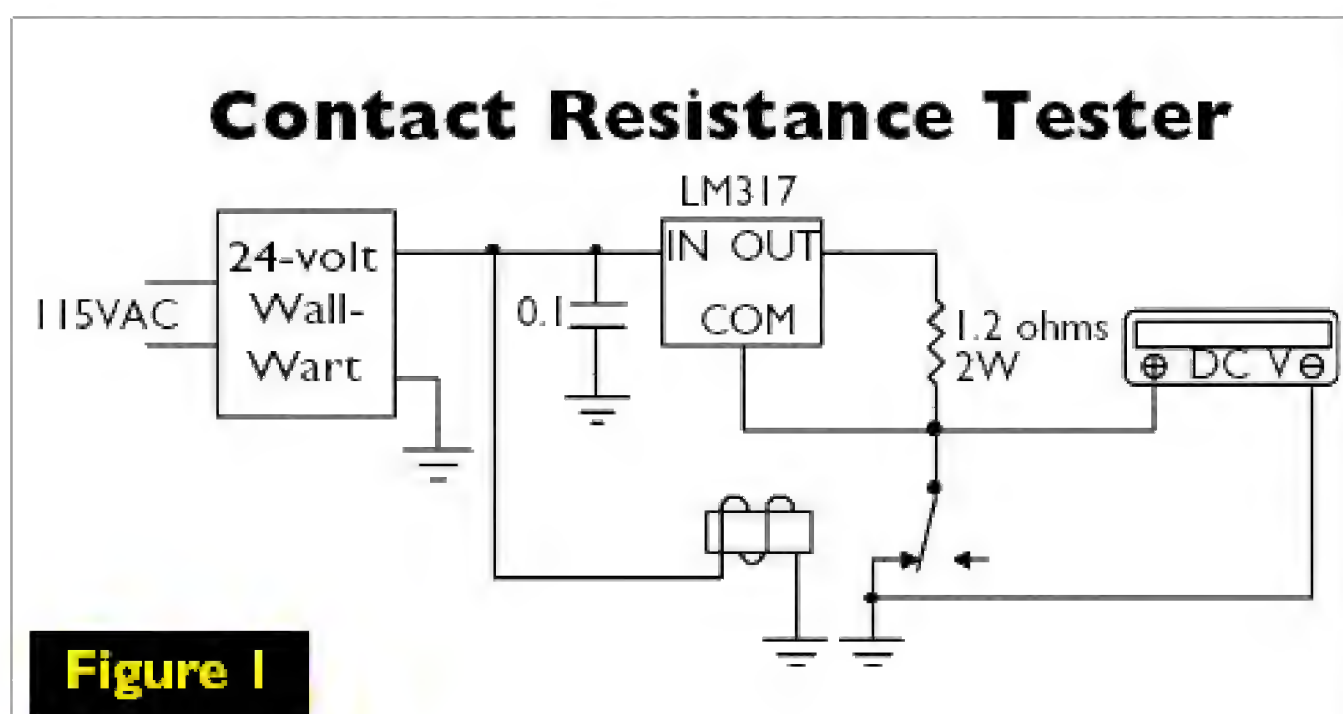 Contact Resistance Tester
LM317
24-volt
Wall-
Wart
115VAC
0.1
IN OUT
COM
1.2 ohms
2W
DC V
Figure 1